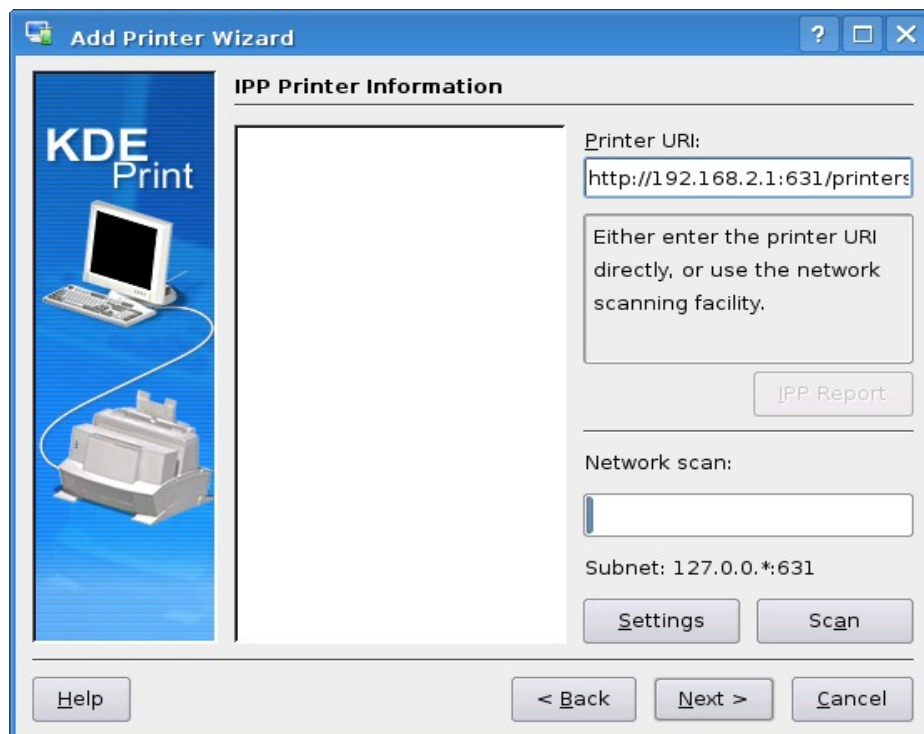 Add Printer Wizard
?
IPP Printer Information
KDE
Print
Printer URI:
http://192.168.2.1:631/printers
Either enter the printer URI
directly, or use the network
scanning facility.
IPP Report
Network scan:
Subnet: 127.0.0.*:631
Settings
Scan
Help
< Back
Next >
Cancel